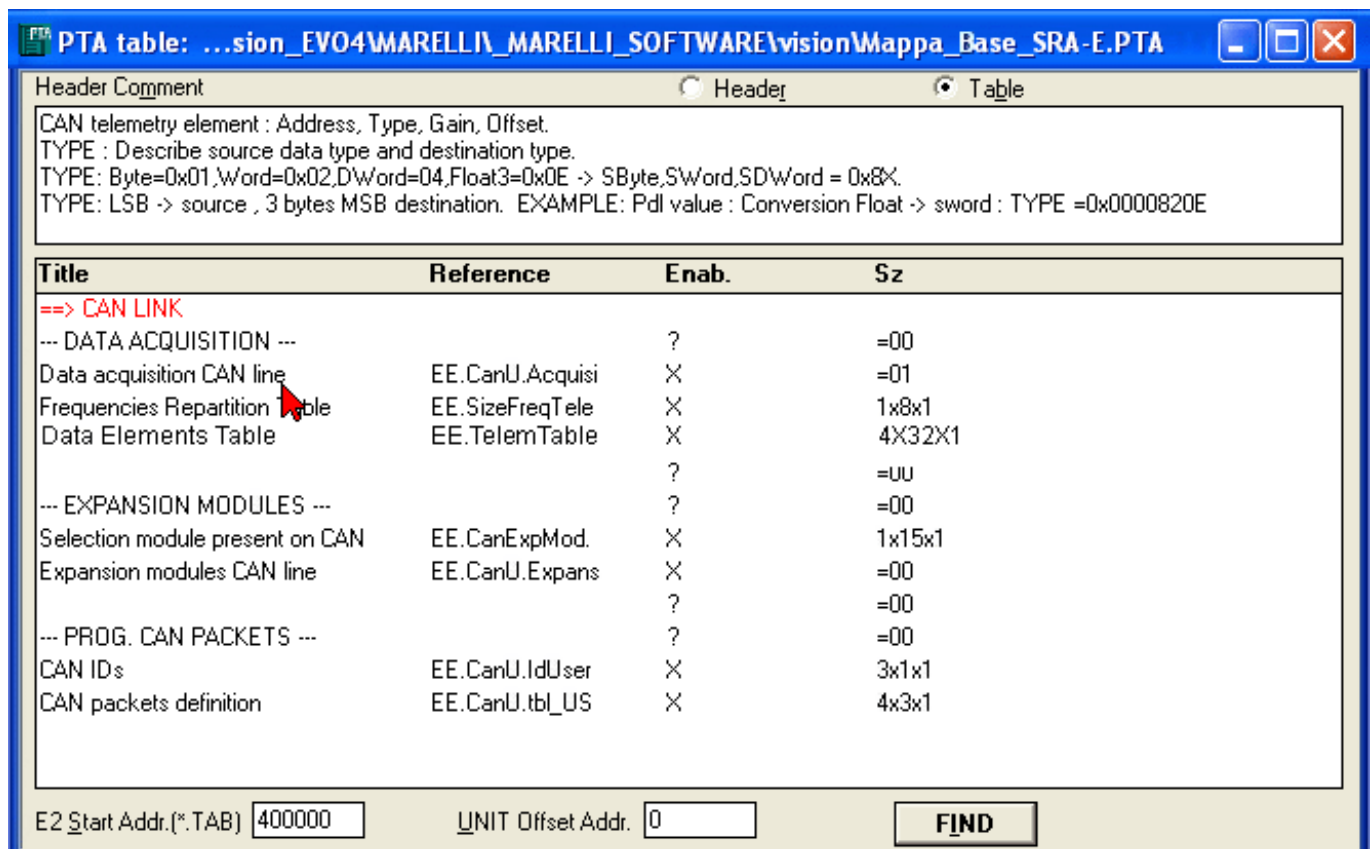 PTA table: ...sion_EVO4\MARELLI\_MARELLI_SOFTWARE\vision\Mappa_Base_SRA-E.PTA
Header Comment Header Table
CAN telemetry element : Address, Type, Gain, Offset.
TYPE : Describe source data type and destination type.
TYPE: Byte=0x01,Word=0x02,DWord=04,Float3=0x0E -> SByte,SWord,SDWord = 0x8X.
TYPE: LSB -> source , 3 bytes MSB destination. EXAMPLE: Pdl value : Conversion Float -> sword : TYPE =0x0000820E
Title Reference Enab. Sz
==> CAN LINK
--- DATA ACQUISITION --- ? =00
Data acquisition CAN line EE.CanU.Acquisi X =01
Frequencies Repartition Table EE.SizeFreqTele X 1x8x1
Data Elements Table EE.TelemTable X 4X32X1
? =00
--- EXPANSION MODULES --- ? =00
Selection module present on CAN EE.CanExpMod. X 1x15x1
Expansion modules CAN line EE.CanU.Expans X =00
? =00
--- PROG. CAN PACKETS --- ? =00
CAN IDs EE.CanU.IdUser X 3x1x1
CAN packets definition EE.CanU.tbl_US X 4x3x1
E2 Start Addr.(*.TAB) 400000 UNIT Offset Addr. 0 FIND